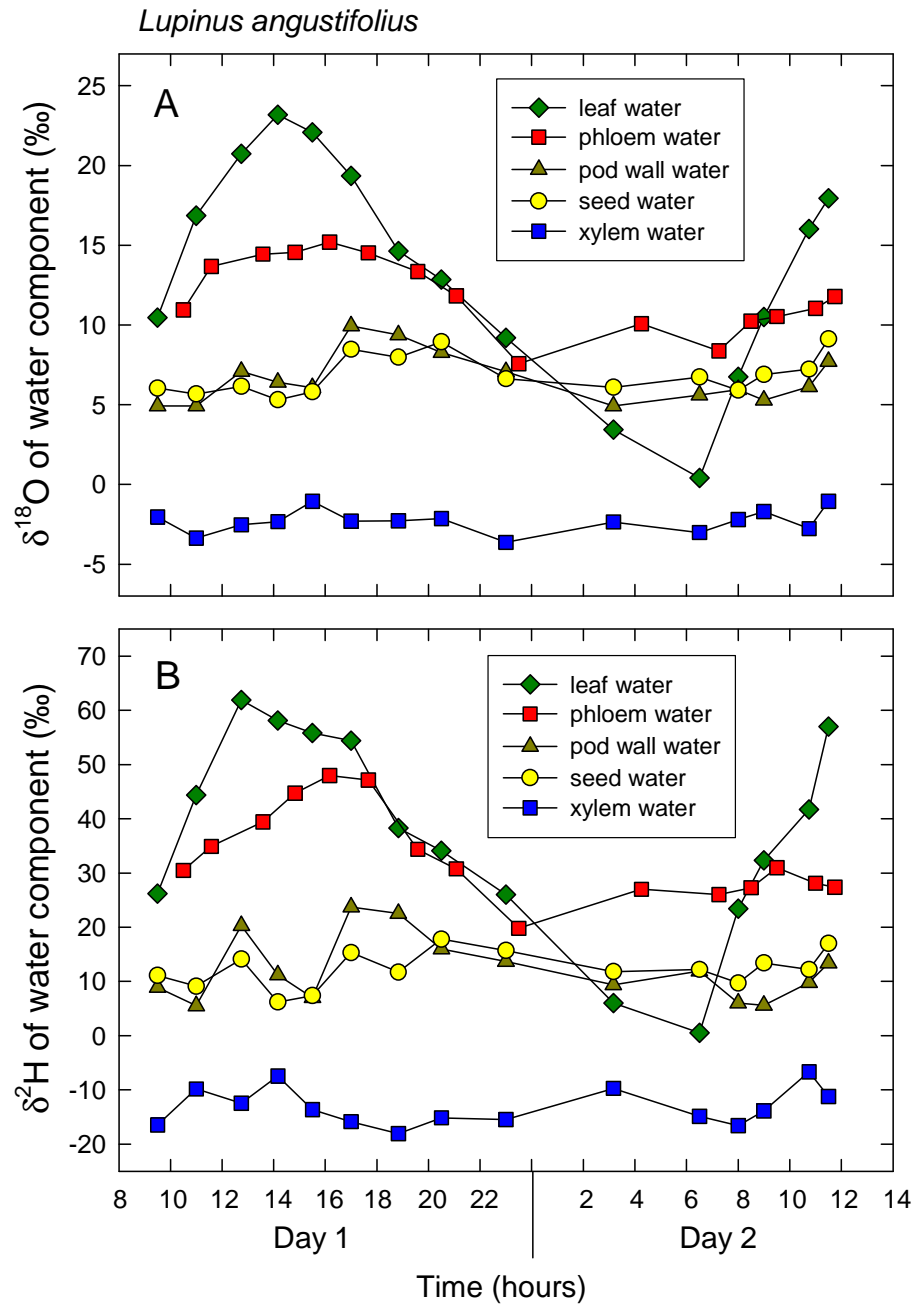 Lupinus angustifolius
A
δ18O of water component (‰)
25
20
15
10
5
0
-5
leaf water
phloem water
pod wall water
seed water
xylem water
B
δ2H of water component (‰)
70
60
50
40
30
20
10
0
-10
-20
leaf water
phloem water
pod wall water
seed water
xylem water
8 10 12 14 16 18 20 22 2 4 6 8 10 12 14
Day 1 Day 2
Time (hours)